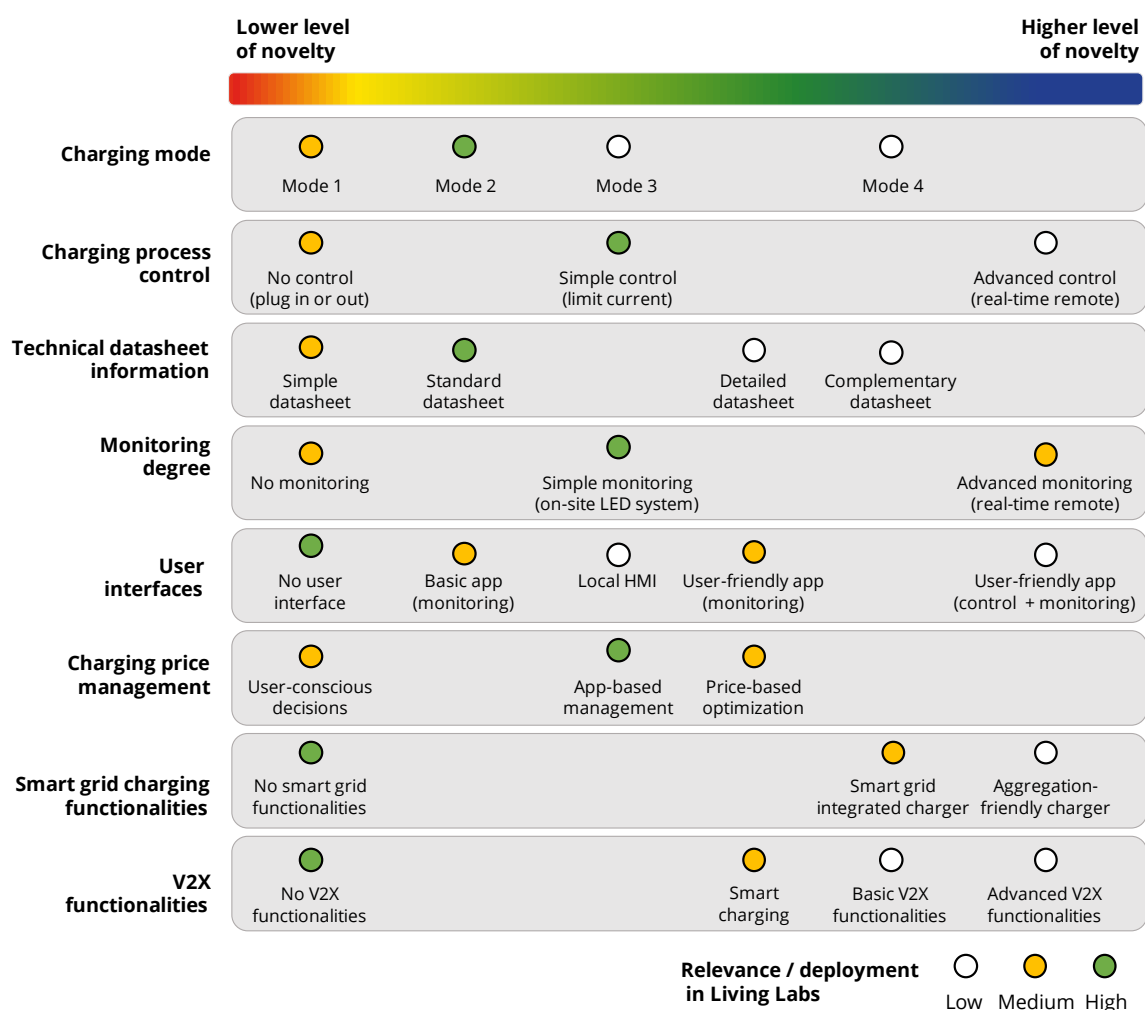 Lower level
of novelty
Higher level
of novelty
Charging mode
Mode 1
Mode 2
Mode 3
Mode 4
Charging process
control
No control
(plug in or out)
Simple control
(limit current)
Advanced control
(real-time remote)
Technical datasheet
information
Simple
datasheet
Standard
datasheet
Detailed
datasheet
Complementary
datasheet
Monitoring
degree
No monitoring
Simple monitoring
(on-site LED system)
Advanced monitoring
(real-time remote)
User
interfaces
No user
interface
Basic app
(monitoring)
Local HMI
User-friendly app
(monitoring)
User-friendly app
(control + monitoring)
Charging price
management
User-conscious
decisions
App-based
management
Price-based
optimization
Smart grid charging
functionalities
No smart grid
functionalities
Smart grid
integrated charger
Aggregation-
friendly charger
V2X
functionalities
No V2X
functionalities
Smart
charging
Basic V2X
functionalities
Advanced V2X
functionalities
Relevance / deployment
in Living Labs
Low
Medium
High